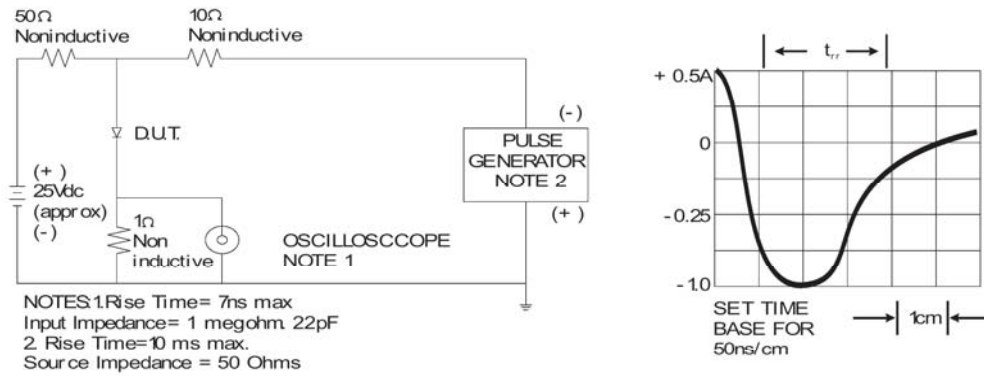 50Ω
Noninductive
10Ω
Noninductive
D.U.T.
(+)
25Vdc
(approx)
(-)
1Ω
Non
inductive
OSCILLOSCCOPE
NOTE 1
(-)
PULSE
GENERATOR
NOTE 2
(+)
NOTES:1.Rise Time= 7ns max
Input Impedance= 1 megohm. 22pF
2. Rise Time=10 ms max.
Source Impedance = 50 Ohms
trr
+ 0.5A
0
-0.25
-1.0
SET TIME
BASE FOR
50ns/cm
1cm